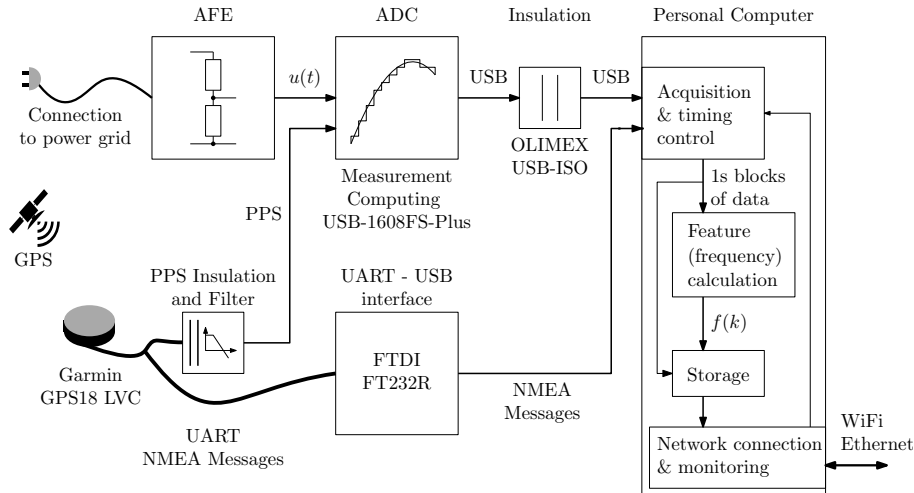 AFE
ADC
Insulation
Personal Computer
u(t)
USB
USB
Connection
to power grid
Acquisition
& timing
control
OLIMEX
USB-ISO
Measurement
Computing
USB-1608FS-Plus
1s blocks
of data
PPS
GPS
Feature
(frequency)
calculation
PPS Insulation
and Filter
UART - USB
interface
f(k)
FTDI
FT232R
Storage
Garmin
GPS18 LVC
NMEA
Messages
UART
NMEA Messages
Network connection
& monitoring
WiFi
Ethernet